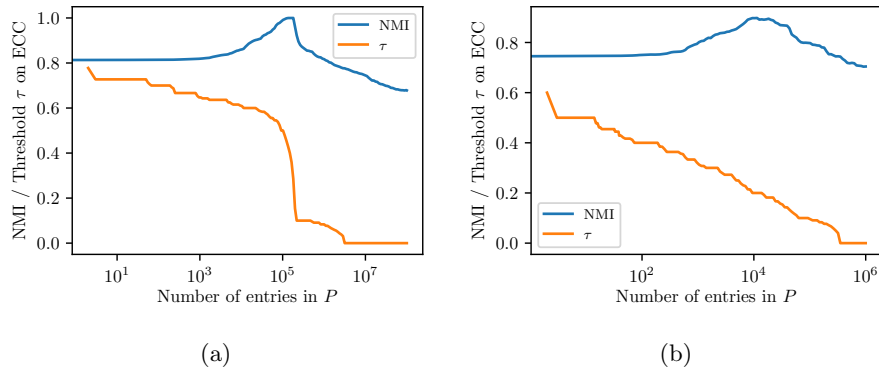 NMI / Threshold τ on ECC
1.0
0.8
0.6
0.4
0.2
0.0
NMI
τ
10^1
10^3
10^5
10^7
Number of entries in P
(a)
NMI / Threshold τ on ECC
0.8
0.6
0.4
0.2
0.0
NMI
τ
10^2
10^4
10^6
Number of entries in P
(b)